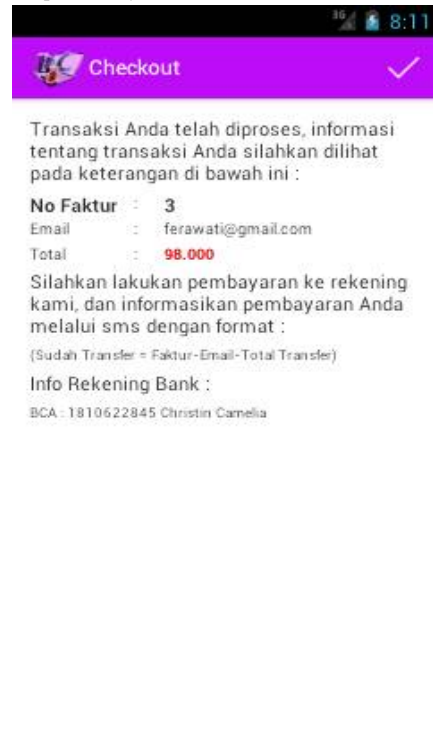 3G 8:11
Checkout
Transaksi Anda telah diproses, informasi
tentang transaksi Anda silahkan dilihat
pada keterangan di bawah ini :
No Faktur : 3
Email : ferawati@gmail.com
Total : 98.000
Silahkan lakukan pembayaran ke rekening
kami, dan informasikan pembayaran Anda
melalui sms dengan format :
(Sudah Transfer = Faktur-Email-Total Transfer)
Info Rekening Bank :
BCA : 1810622845 Christin Camelia